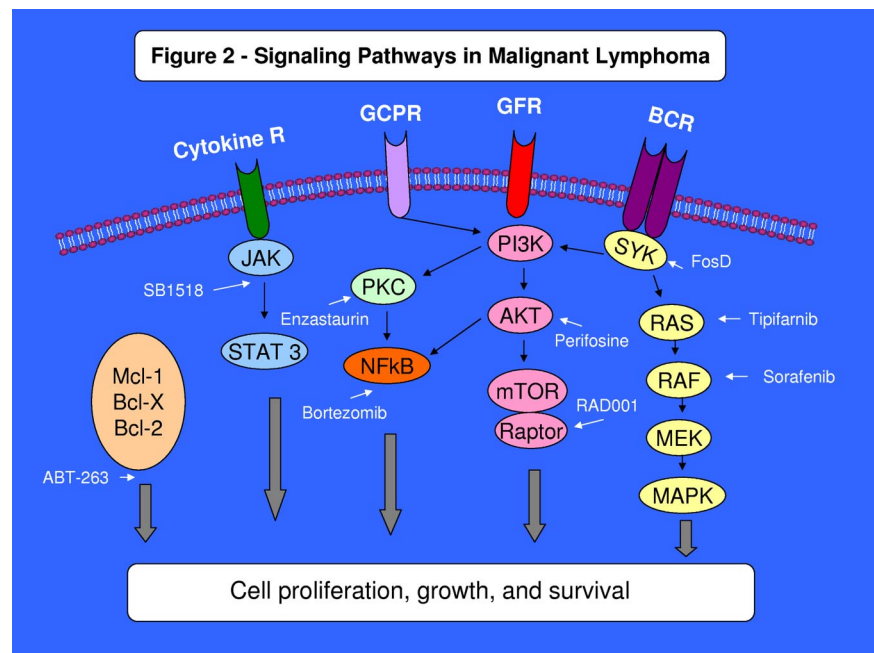 Figure 2 - Signaling Pathways in Malignant Lymphoma
Cytokine R
GCPR
GFR
BCR
JAK
PI3K
SYK
FosD
SB1518
PKC
Enzastaurin
AKT
Perifosine
RAS
Tipifarnib
STAT 3
NFkB
Bortezomib
mTOR
Raptor
RAD001
RAF
Sorafenib
Mcl-1
Bcl-X
Bcl-2
ABT-263
MEK
MAPK
Cell proliferation, growth, and survival